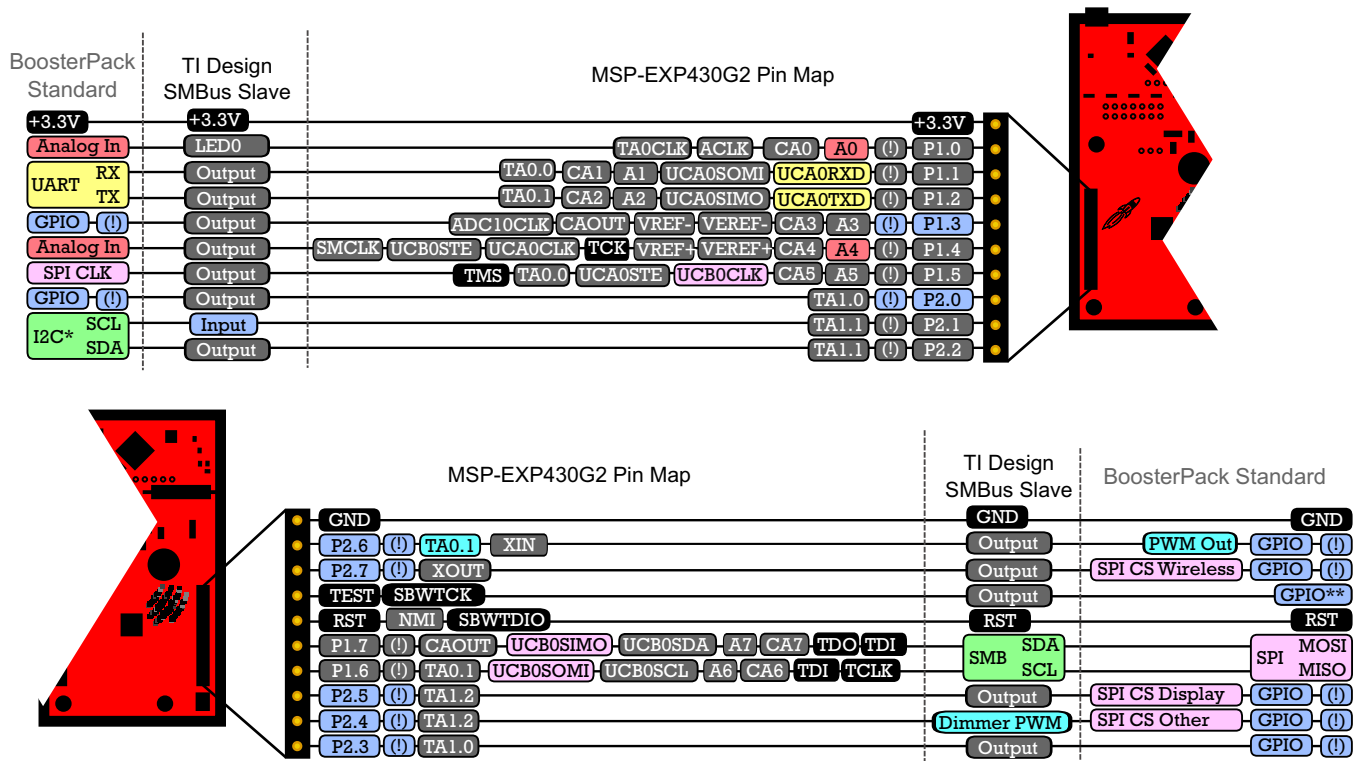 BoosterPack
Standard
TI Design
SMBus Slave
MSP-EXP430G2 Pin Map
+3.3V +3.3V +3.3V
Analog In LED0 TA0CLK ACLK CA0 A0 (!) P1.0
UART RX Output TA0.0 CA1 A1 UCA0SOMI UCA0RXD (!) P1.1
TX Output TA0.1 CA2 A2 UCA0SIMO UCA0TXD (!) P1.2
GPIO (!) Output ADC10CLK CAOUT VREF- VEREF- CA3 A3 (!) P1.3
Analog In Output SMCLK UCB0STE UCA0CLK TCK VREF+ VEREF+ CA4 A4 (!) P1.4
SPI CLK Output TMS TA0.0 UCA0STE UCB0CLK CA5 A5 (!) P1.5
GPIO (!) Output TA1.0 (!) P2.0
I2C* SCL Input TA1.1 (!) P2.1
SDA Output TA1.1 (!) P2.2
MSP-EXP430G2 Pin Map
TI Design
SMBus Slave
BoosterPack Standard
GND GND GND
P2.6 (!) TA0.1 XIN Output PWM Out GPIO (!)
P2.7 (!) XOUT Output SPI CS Wireless GPIO (!)
TEST SBWTCK Output GPIO**
RST NMI SBWTDIO RST RST
P1.7 (!) CAOUT UCB0SIMO UCB0SDA A7 CA7 TDO TDI SMB SDA SPI MOSI
P1.6 (!) TA0.1 UCB0SOMI UCB0SCL A6 CA6 TDI TCLK SCL MISO
P2.5 (!) TA1.2 Output SPI CS Display GPIO (!)
P2.4 (!) TA1.2 Dimmer PWM SPI CS Other GPIO (!)
P2.3 (!) TA1.0 Output GPIO (!)